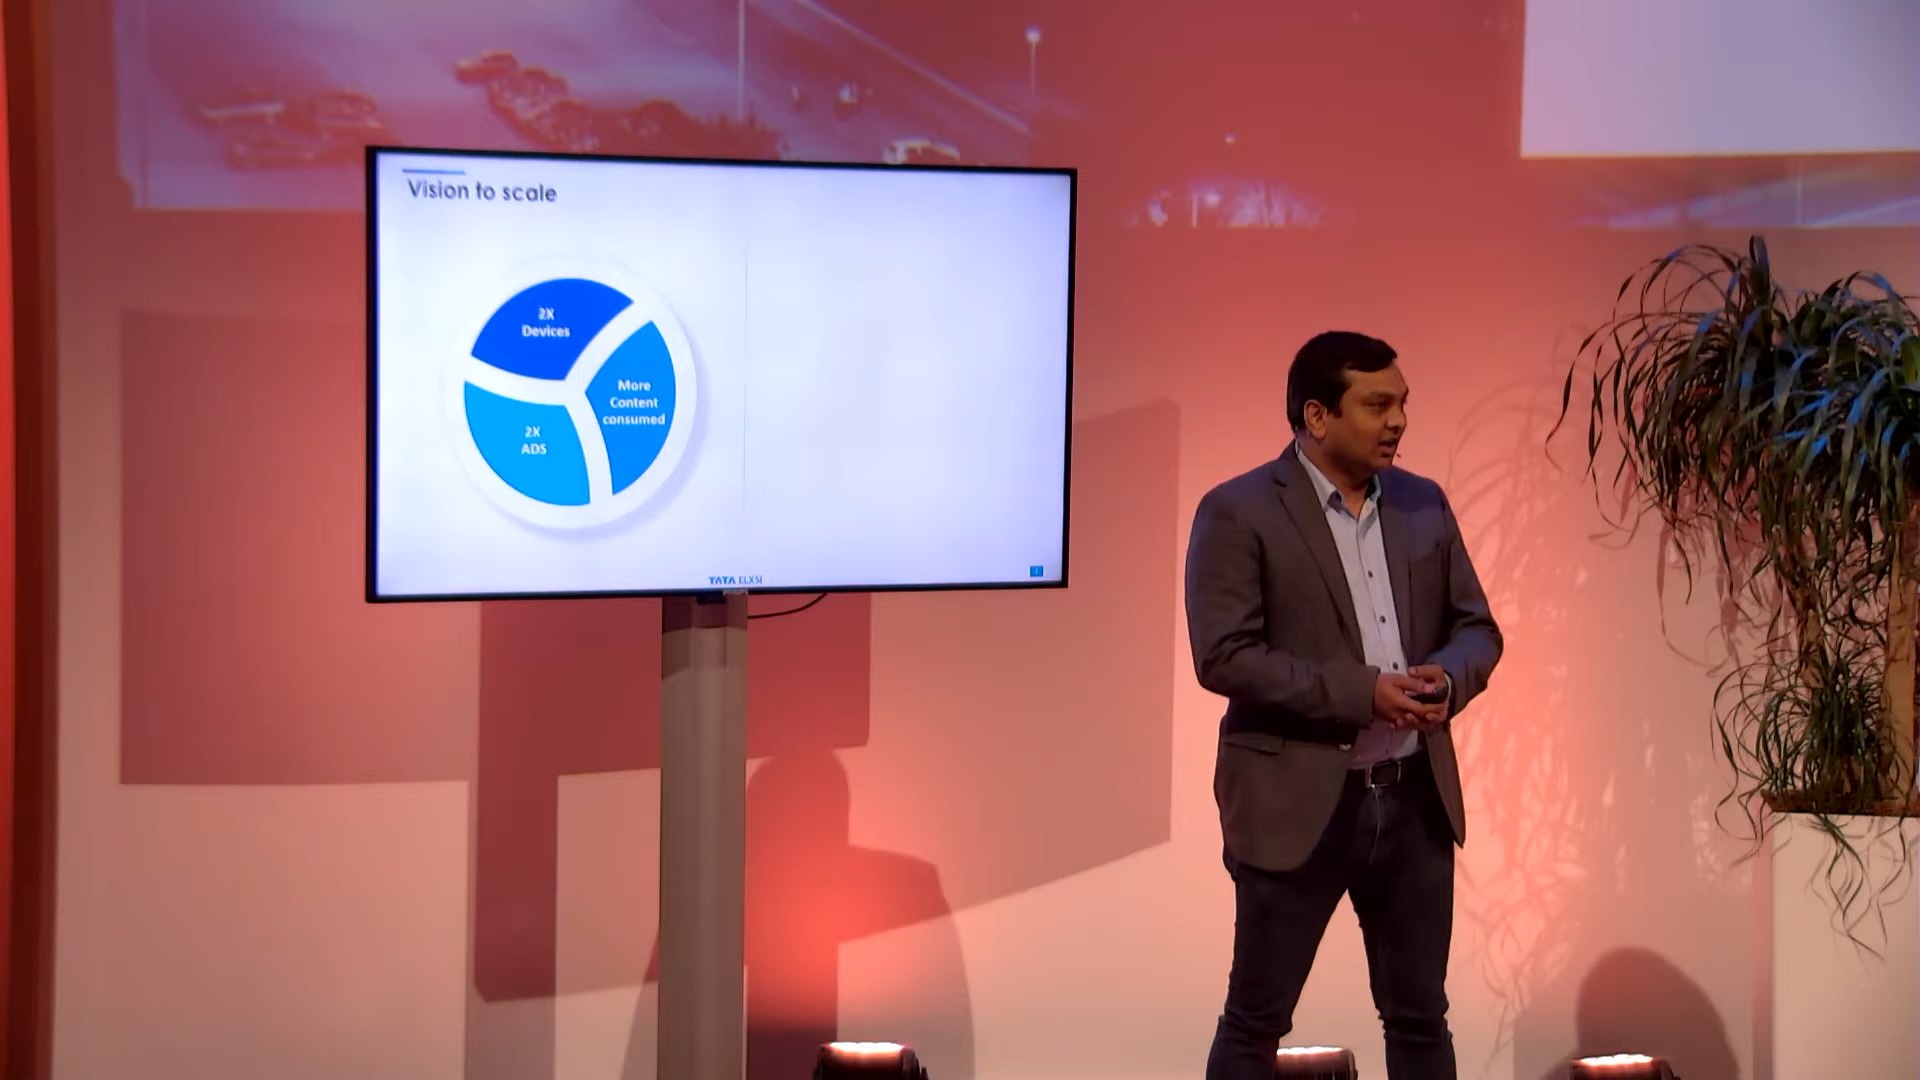 Vision to scale
2X
Devices
More
Content
consumed
2X
ADS
TATA ELXSI